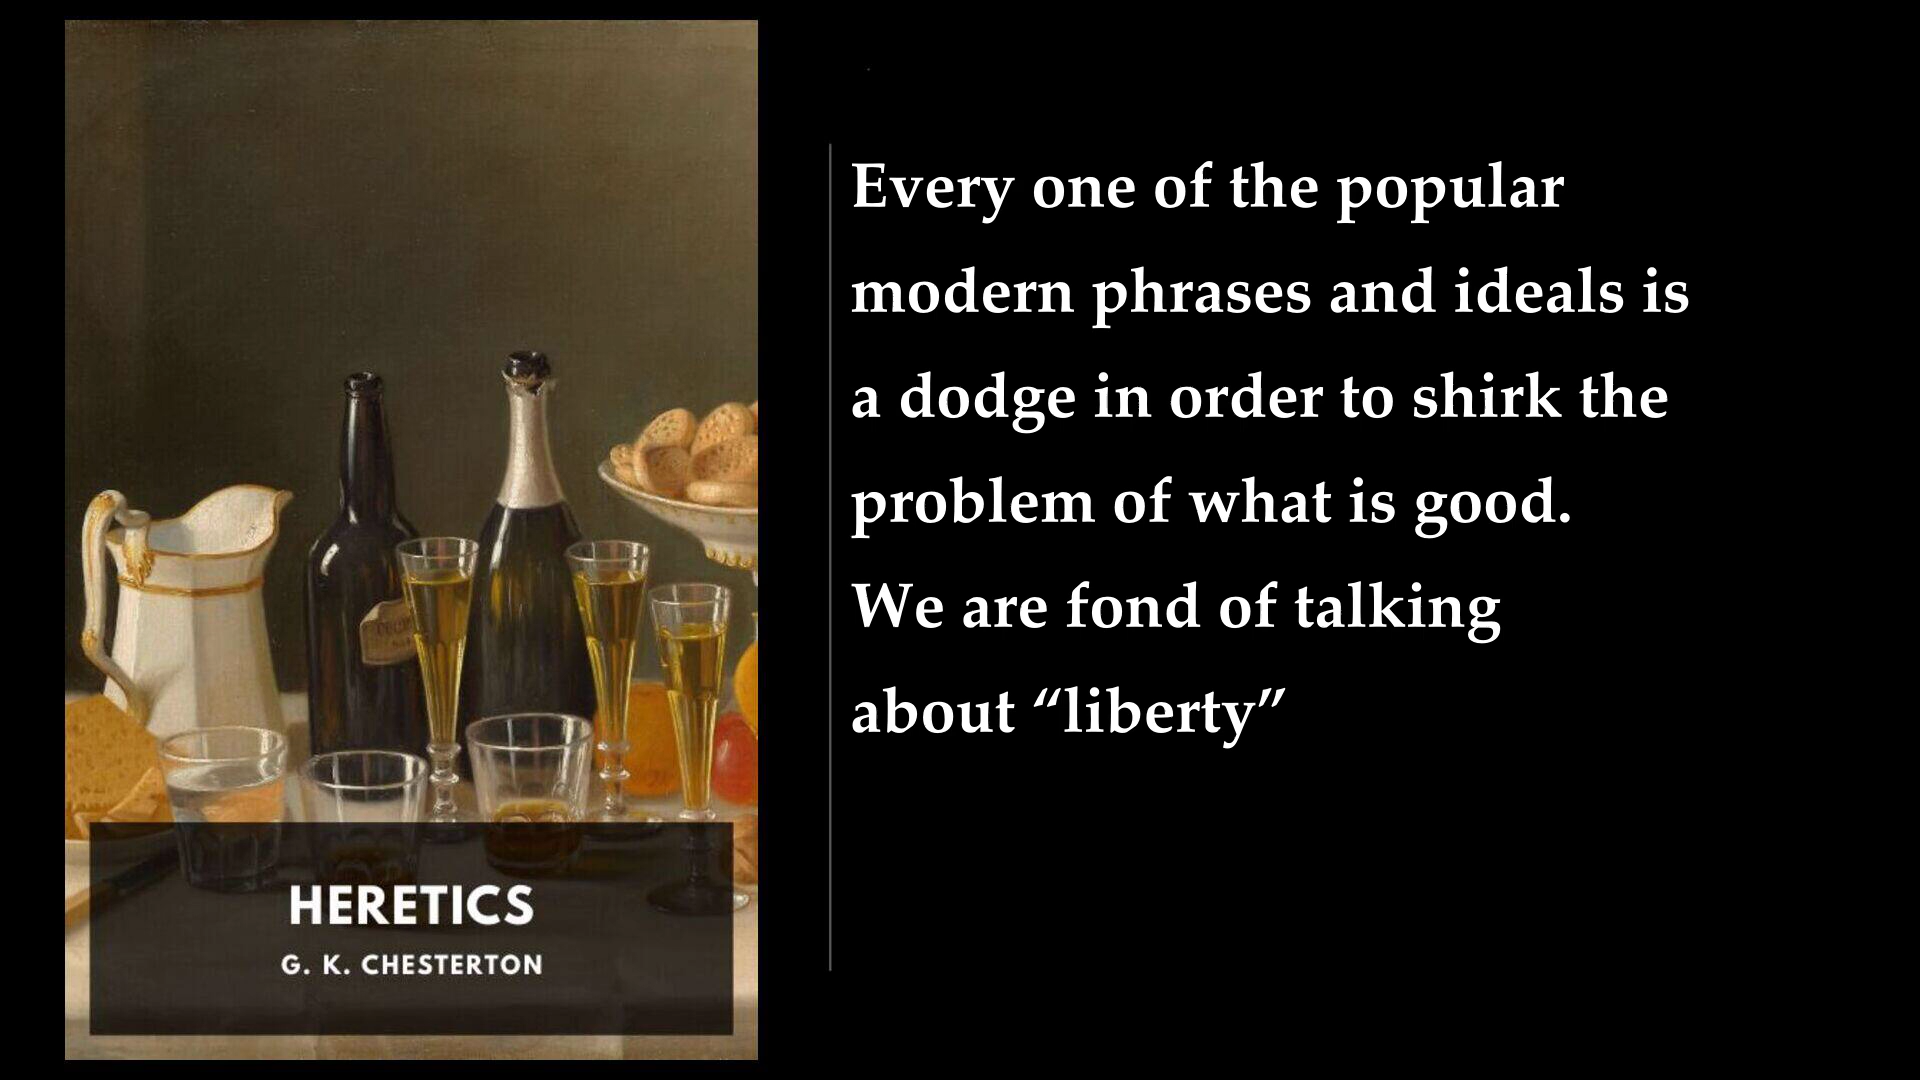 Every one of the popular
modern phrases and ideals is
a dodge in order to shirk the
problem of what is good.
We are fond of talking
about “liberty”
HERETICS
G. K. CHESTERTON